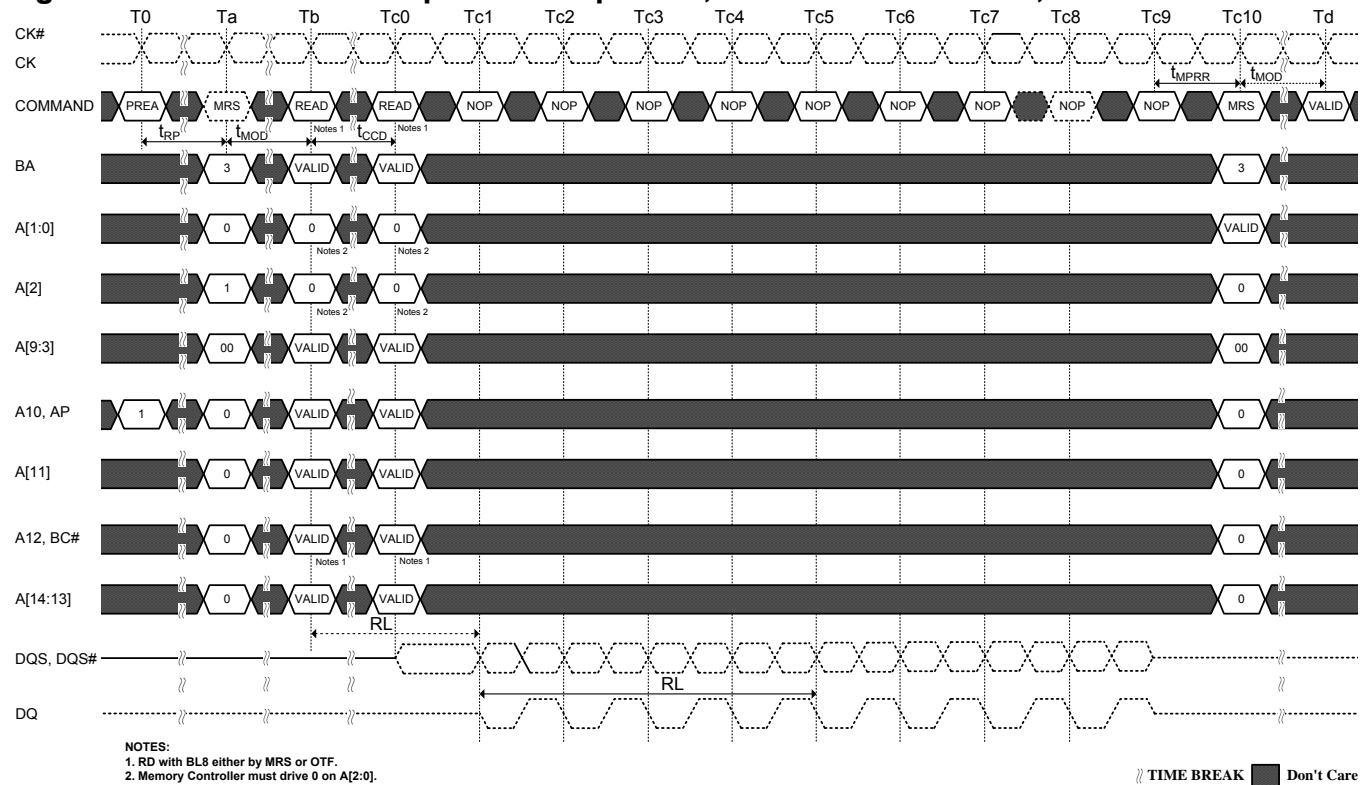 T0 Ta Tb Tc0 Tc1 Tc2 Tc3 Tc4 Tc5 Tc6 Tc7 Tc8 Tc9 Tc10 Td
CK#
CK
tMPRR tMOD
COMMAND PREA MRS READ READ NOP NOP NOP NOP NOP NOP NOP NOP NOP MRS VALID
Notes 1 Notes 1
tRP tMOD tCCD
BA 3 VALID VALID 3
A[1:0] 0 0 0 VALID
Notes 2 Notes 2
A[2] 1 0 0 0
Notes 2 Notes 2
A[9:3] 00 VALID VALID 00
A10, AP 1 0 VALID VALID 0
A[11] 0 VALID VALID 0
A12, BC# 0 VALID VALID 0
Notes 1 Notes 1
A[14:13] 0 VALID VALID 0
RL
DQS, DQS#
RL
DQ
NOTES:
1. RD with BL8 either by MRS or OTF.
2. Memory Controller must drive 0 on A[2:0].
TIME BREAK Don't Care